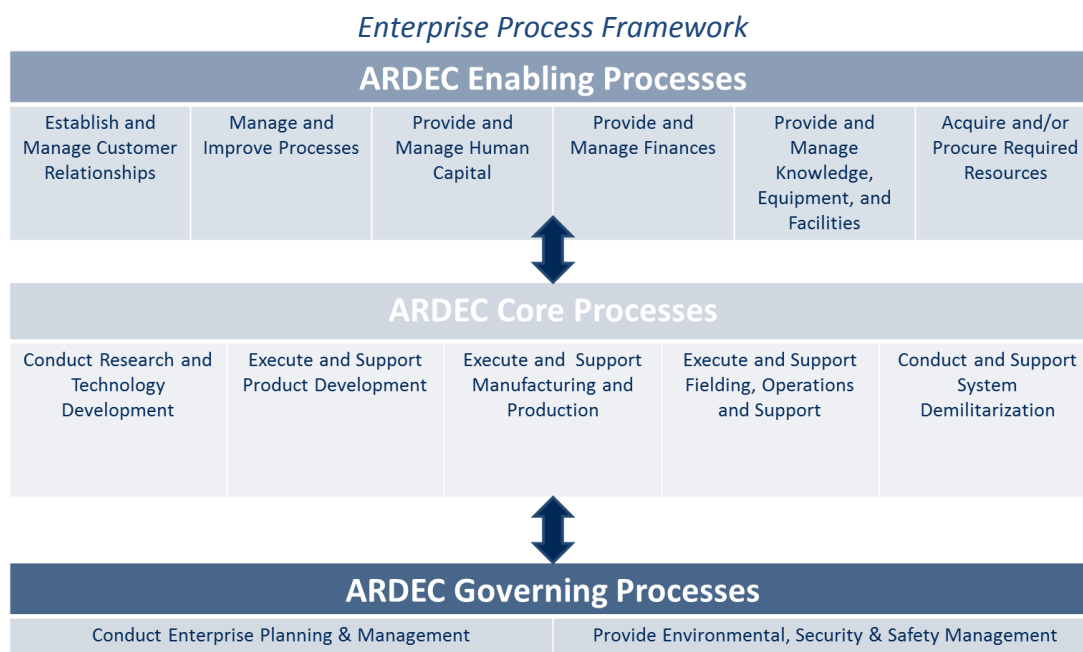 Enterprise Process Framework
ARDEC Enabling Processes
Establish and
Manage Customer
Relationships
Manage and
Improve Processes
Provide and
Manage Human
Capital
Provide and
Manage Finances
Provide and
Manage
Knowledge,
Equipment, and
Facilities
Acquire and/or
Procure Required
Resources
ARDEC Core Processes
Conduct Research and
Technology
Development
Execute and Support
Product Development
Execute and Support
Manufacturing and
Production
Execute and Support
Fielding, Operations
and Support
Conduct and Support
System
Demilitarization
ARDEC Governing Processes
Conduct Enterprise Planning & Management
Provide Environmental, Security & Safety Management